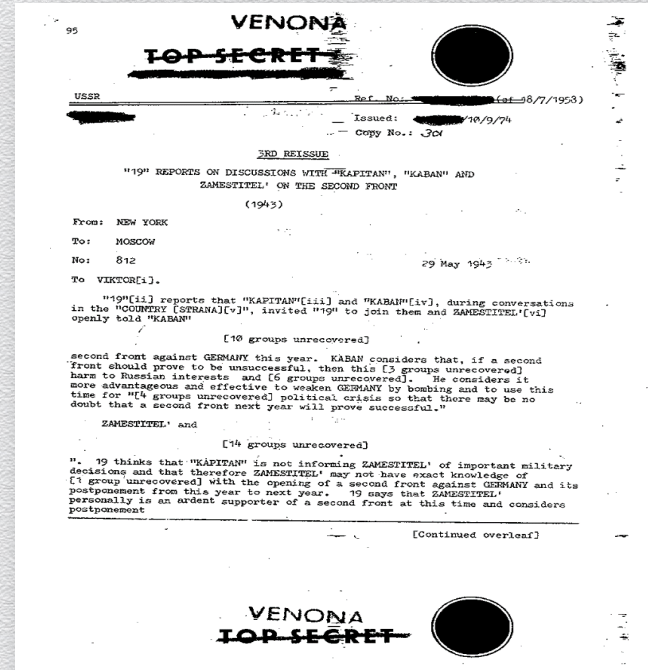 95
VENONA
TOP SECRET
USSR
Ref. No: (of 18/7/1953)
Issued: /10/9/74
Copy No.: 301
3RD REISSUE
"19" REPORTS ON DISCUSSIONS WITH "KAPITAN", "KABAN" AND
ZAMESTITEL' ON THE SECOND FRONT
(1943)
From: NEW YORK
To: MOSCOW
No: 812
29 May 1943
To VIKTOR[i].
"19"[ii] reports that "KAPITAN"[iii] and "KABAN"[iv], during conversations
in the "COUNTRY [STRANA][v]", invited "19" to join them and ZAMESTITEL'[vi]
openly told "KABAN"
[10 groups unrecovered]
second front against GERMANY this year. KABAN considers that, if a second
front should prove to be unsuccessful, then this [3 groups unrecovered]
harm to Russian interests and [6 groups unrecovered]. He considers it
more advantageous and effective to weaken GERMANY by bombing and to use this
time for "[4 groups unrecovered] political crisis so that there may be no
doubt that a second front next year will prove successful."
ZAMESTITEL' and
[14 groups unrecovered]
". 19 thinks that "KAPITAN" is not informing ZAMESTITEL' of important military
decisions and that therefore ZAMESTITEL' may not have exact knowledge of
[1 group unrecovered] with the opening of a second front against GERMANY and its
postponement from this year to next year. 19 says that ZAMESTITEL'
personally is an ardent supporter of a second front at this time and considers
postponement
[Continued overleaf]
VENONA
TOP SECRET